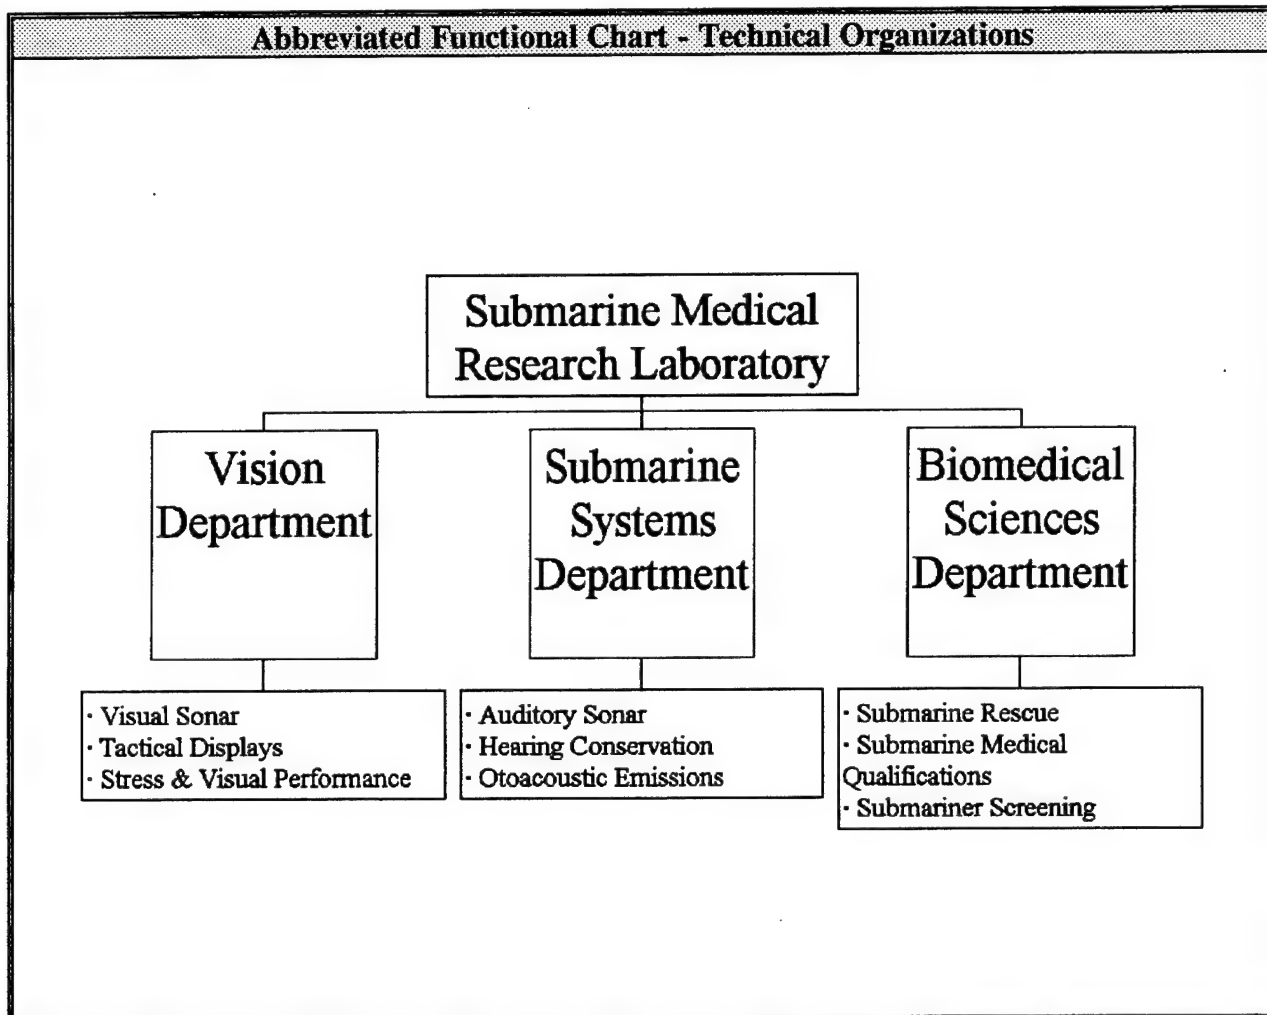 Abbreviated Functional Chart - Technical Organizations
Submarine Medical
Research Laboratory
Vision
Department
Submarine
Systems
Department
Biomedical
Sciences
Department
· Visual Sonar
· Tactical Displays
· Stress & Visual Performance
· Auditory Sonar
· Hearing Conservation
· Otoacoustic Emissions
· Submarine Rescue
· Submarine Medical
Qualifications
· Submariner Screening